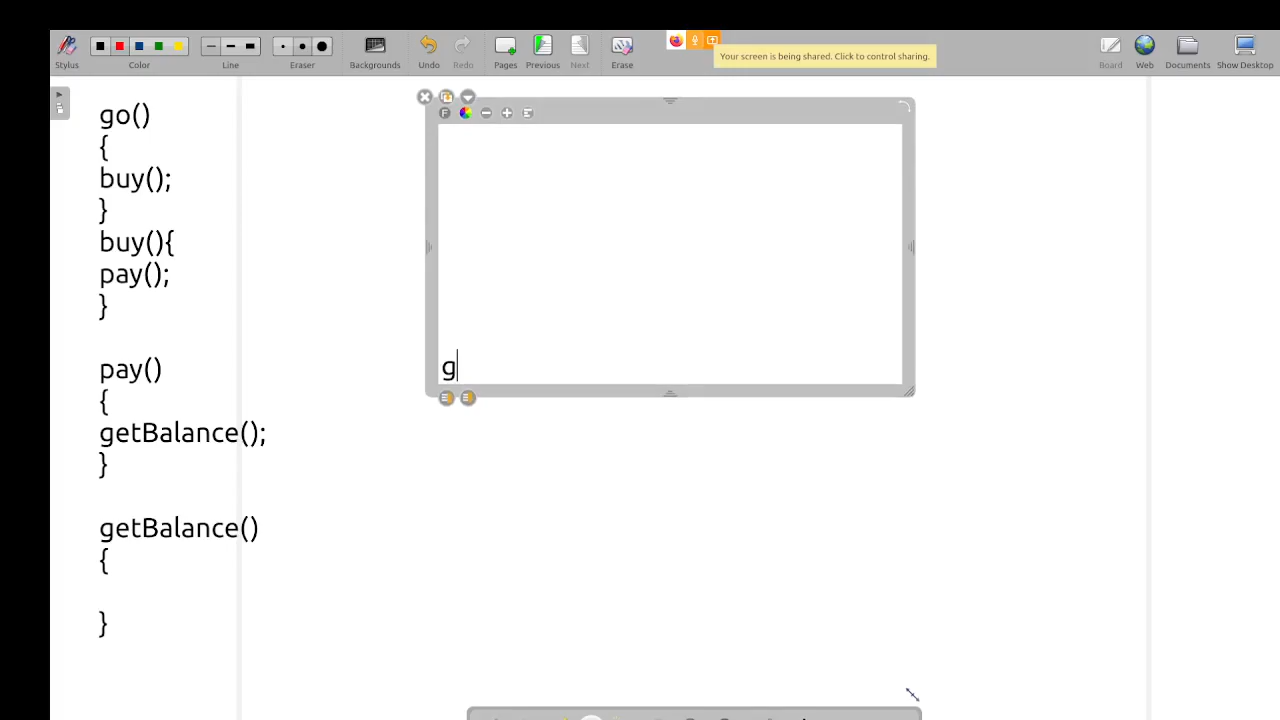 Your screen is being shared. Click to control sharing.
Stylus
Color
Line
Eraser
Backgrounds
Undo
Redo
Pages
Previous
Next
Erase
Board
Web
Documents
Show Desktop
go()
{
buy();
}
buy(){
pay();
}
pay()
{
getBalance();
}
getBalance()
{
}
F
g